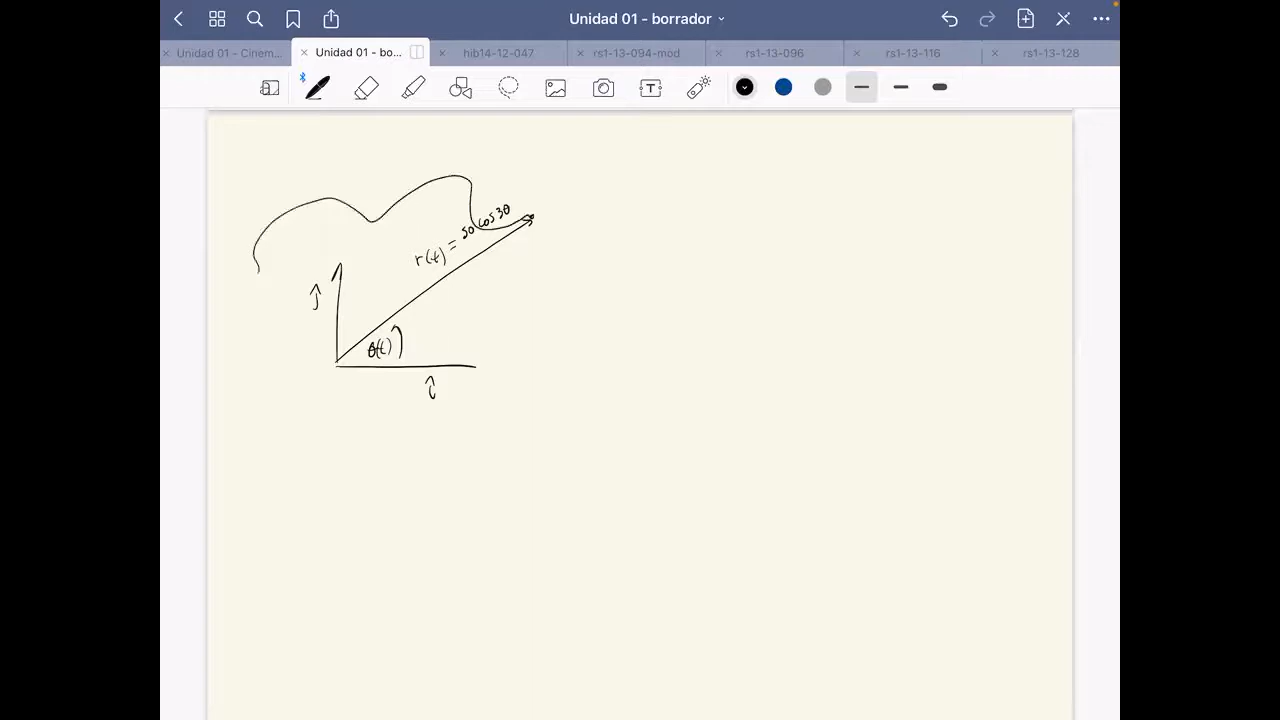 Unidad 01 - borrador
Unidad 01 - Cinem...
Unidad 01 - bo...
hib14-12-047
rs1-13-094-mod
rs1-13-096
rs1-13-116
rs1-13-128
r(t) = 50 cos 3θ
ĵ
θ(t)
î